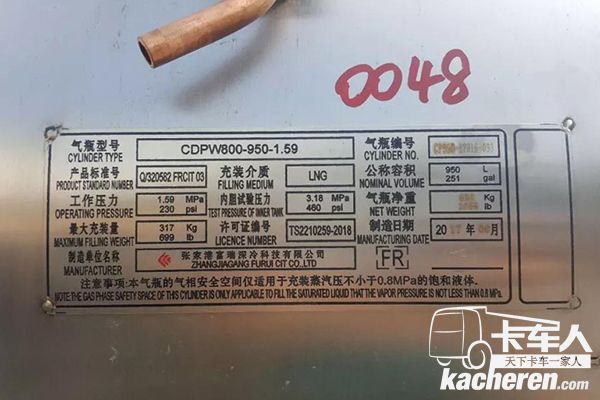 0048
气瓶型号 CYLINDER TYPE CDPW800-950-1.59 气瓶编号 CYLINDER NO.
产品标准号 PRODUCT STANDARD NUMBER Q/320582 FRCIT 03 充装介质 FILLING MEDIUM LNG 公称容积 NOMINAL VOLUME 950 L 251 gal
工作压力 OPERATING PRESSURE 1.59 MPa 230 psi 内胆试验压力 TEST PRESSURE OF INNER TANK 3.18 MPa 460 psi 气瓶净重 NET WEIGHT kg lb
最大充装量 MAXIMUM FILLING WEIGHT 317 Kg 699 lb 许可证编号 LICENCE NUMBER TS2210259-2018 制造日期 MANUFACTURING DATE 20 17 年 月
制造单位名称 MANUFACTURER 张家港富瑞深冷科技有限公司 ZHANGJIAGANG FURUI CIT CO.,LTD FR
注意事项:本气瓶的气相安全空间仅适用于充装蒸汽压不小于0.8MPa的饱和液体.
NOTE:THE GAS PHASE SAFETY SPACE OF THIS CYLINDER IS ONLY APPLICABLE TO FILL THE SATURATED LIQUID THAT THE VAPOR PRESSURE IS NOT LESS THAN 0.8 MPa.
卡车人
天下卡车一家人
kacheren.com